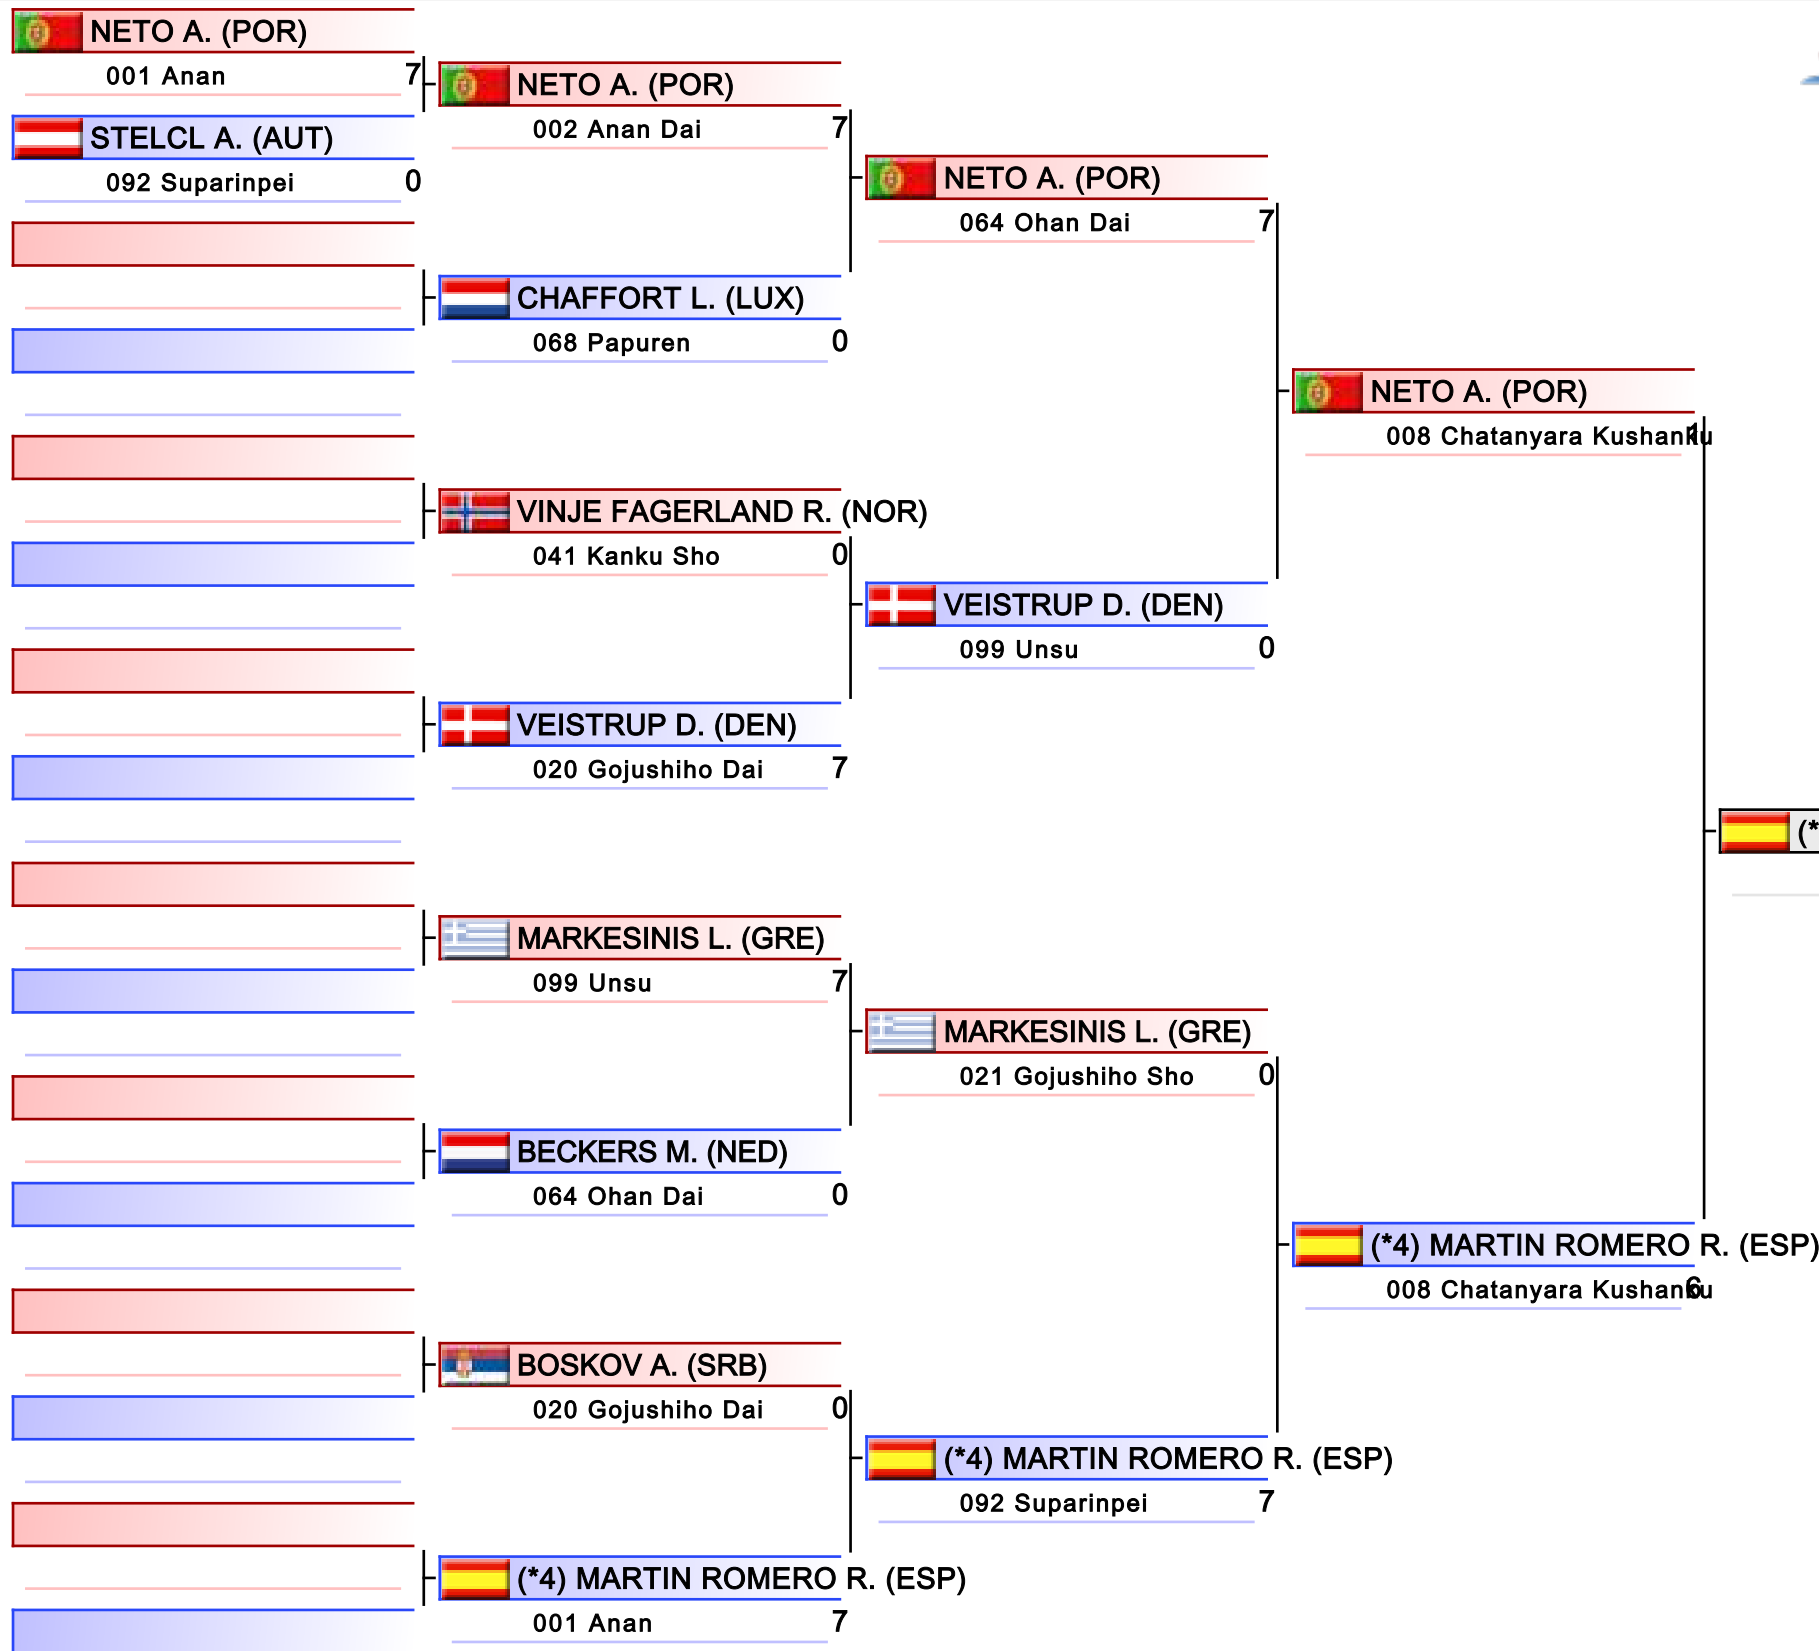 NETO A. (POR)
001 Anan 7
STELCL A. (AUT)
092 Suparinpei 0
NETO A. (POR)
002 Anan Dai 7
CHAFFORT L. (LUX)
068 Papuren 0
VINJE FAGERLAND R. (NOR)
041 Kanku Sho 0
VEISTRUP D. (DEN)
020 Gojushiho Dai 7
MARKESINIS L. (GRE)
099 Unsu 7
BECKERS M. (NED)
064 Ohan Dai 0
BOSKOV A. (SRB)
020 Gojushiho Dai 0
(*4) MARTIN ROMERO R. (ESP)
001 Anan 7
NETO A. (POR)
064 Ohan Dai 7
VEISTRUP D. (DEN)
099 Unsu 0
MARKESINIS L. (GRE)
021 Gojushiho Sho 0
(*4) MARTIN ROMERO R. (ESP)
092 Suparinpei 7
NETO A. (POR)
008 Chatanyara Kushanku 1
(*4) MARTIN ROMERO R. (ESP)
008 Chatanyara Kushanku 6
(*